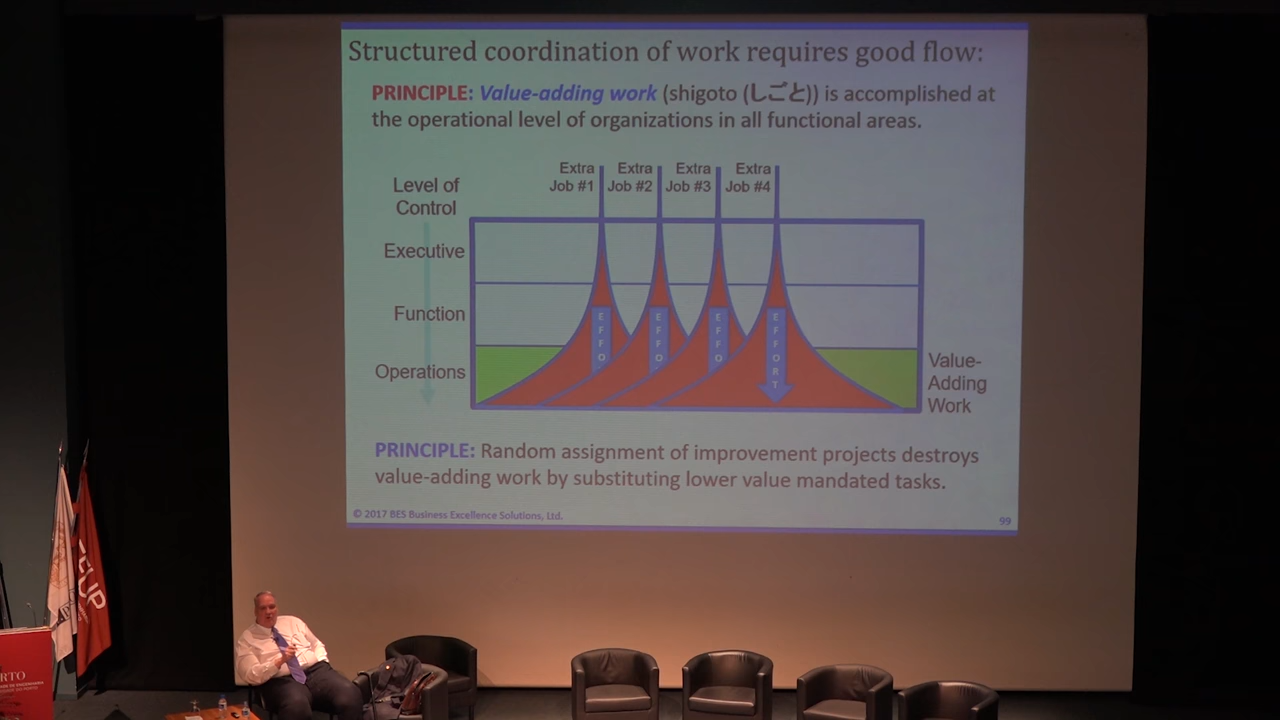 Structured coordination of work requires good flow:
PRINCIPLE: Value-adding work (shigoto (しごと)) is accomplished at
the operational level of organizations in all functional areas.
Extra Extra Extra Extra
Job #1 Job #2 Job #3 Job #4
Level of
Control
Executive
Function
Operations
EFFO
EFFO
EFFO
EFFORT
Value-
Adding
Work
PRINCIPLE: Random assignment of improvement projects destroys
value-adding work by substituting lower value mandated tasks.
© 2017 BES Business Excellence Solutions, Ltd.
99
FEUP
RTO